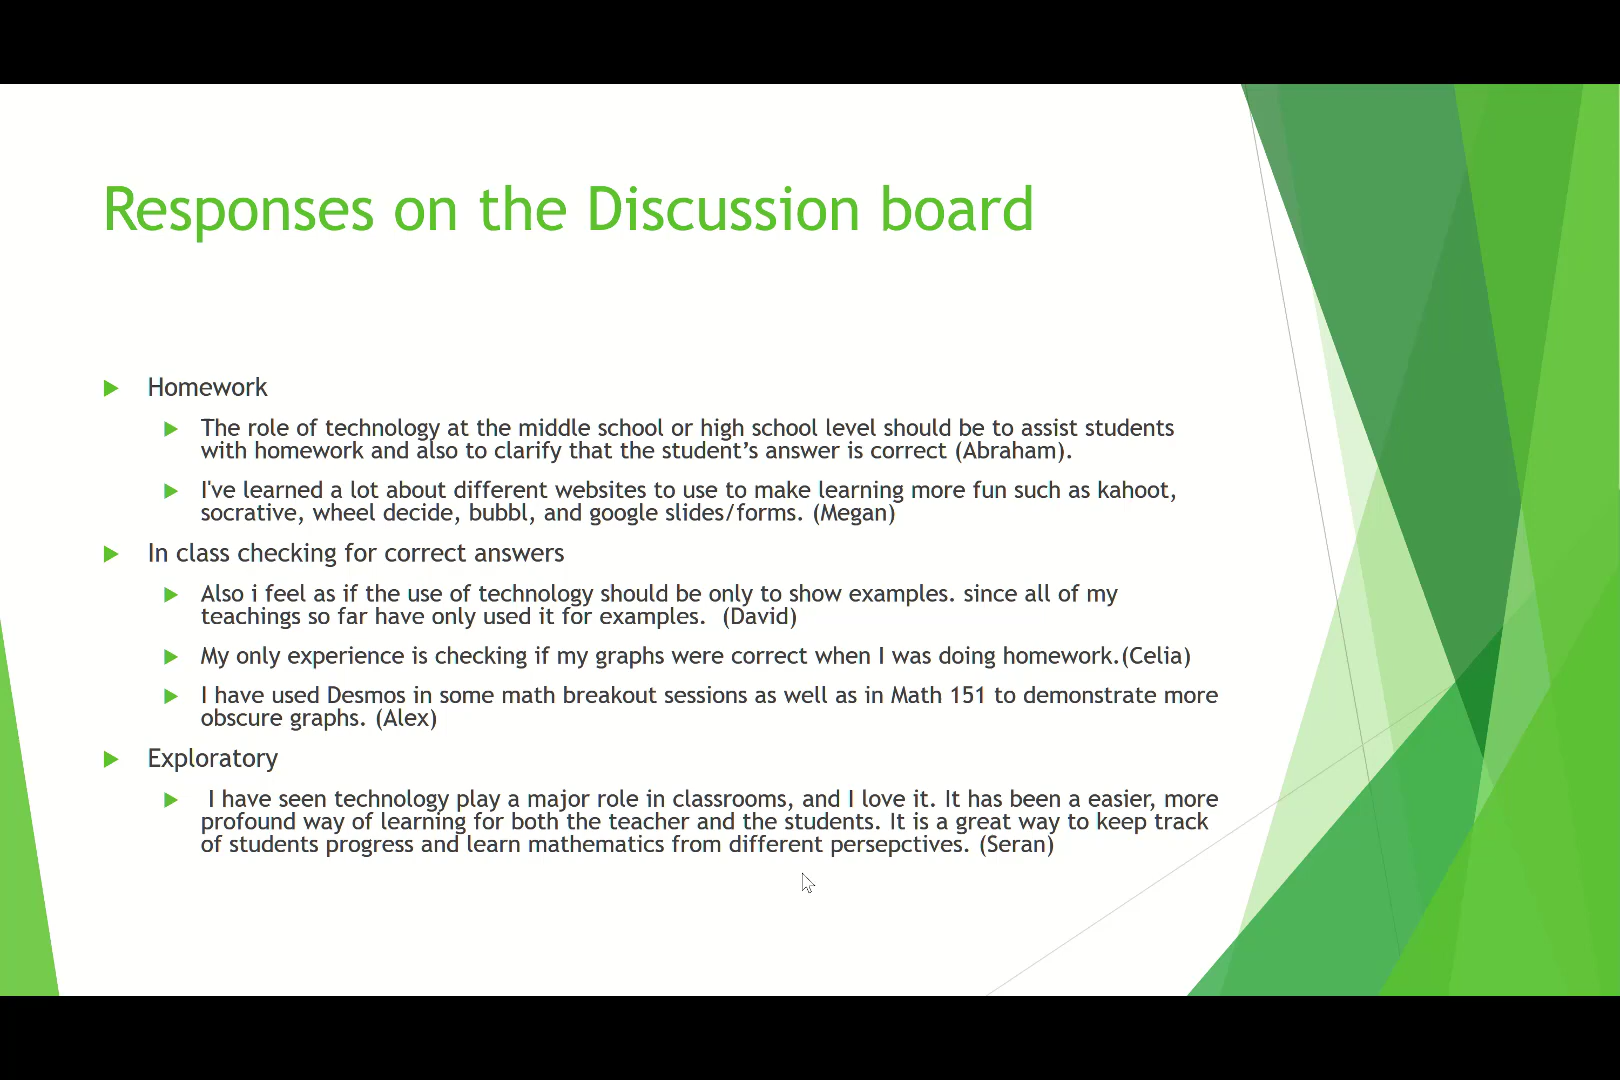 Responses on the Discussion board
Homework
The role of technology at the middle school or high school level should be to assist students
with homework and also to clarify that the student’s answer is correct (Abraham).
I've learned a lot about different websites to use to make learning more fun such as kahoot,
socrative, wheel decide, bubbl, and google slides/forms. (Megan)
In class checking for correct answers
Also i feel as if the use of technology should be only to show examples. since all of my
teachings so far have only used it for examples.  (David)
My only experience is checking if my graphs were correct when I was doing homework.(Celia)
I have used Desmos in some math breakout sessions as well as in Math 151 to demonstrate more
obscure graphs. (Alex)
Exploratory
I have seen technology play a major role in classrooms, and I love it. It has been a easier, more
profound way of learning for both the teacher and the students. It is a great way to keep track
of students progress and learn mathematics from different persepctives. (Seran)